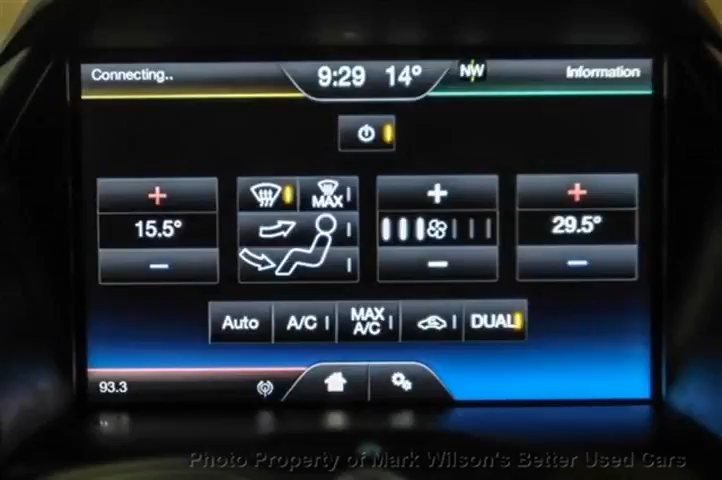 Connecting.. 9:29 14° NW Information
MAX
15.5° 29.5°
Auto A/C MAX A/C DUAL
93.3
Photo Property of Mark Wilson's Better Used Cars